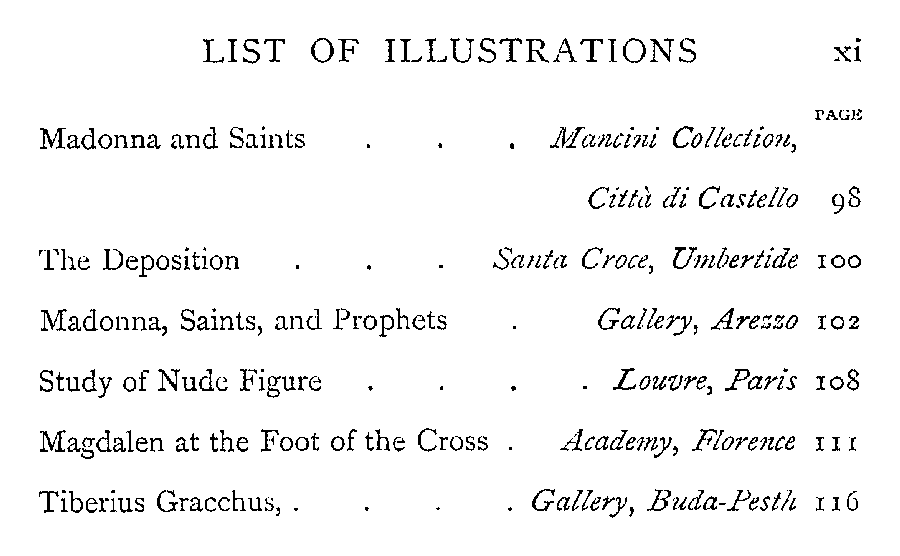 LIST OF ILLUSTRATIONS xi
PAGE
Madonna and Saints . . . Mancini Collection,
Città di Castello 98
The Deposition . . . Santa Croce, Umbertide 100
Madonna, Saints, and Prophets . Gallery, Arezzo 102
Study of Nude Figure . . . . Louvre, Paris 108
Magdalen at the Foot of the Cross . Academy, Florence 111
Tiberius Gracchus, . . . . Gallery, Buda-Pesth 116